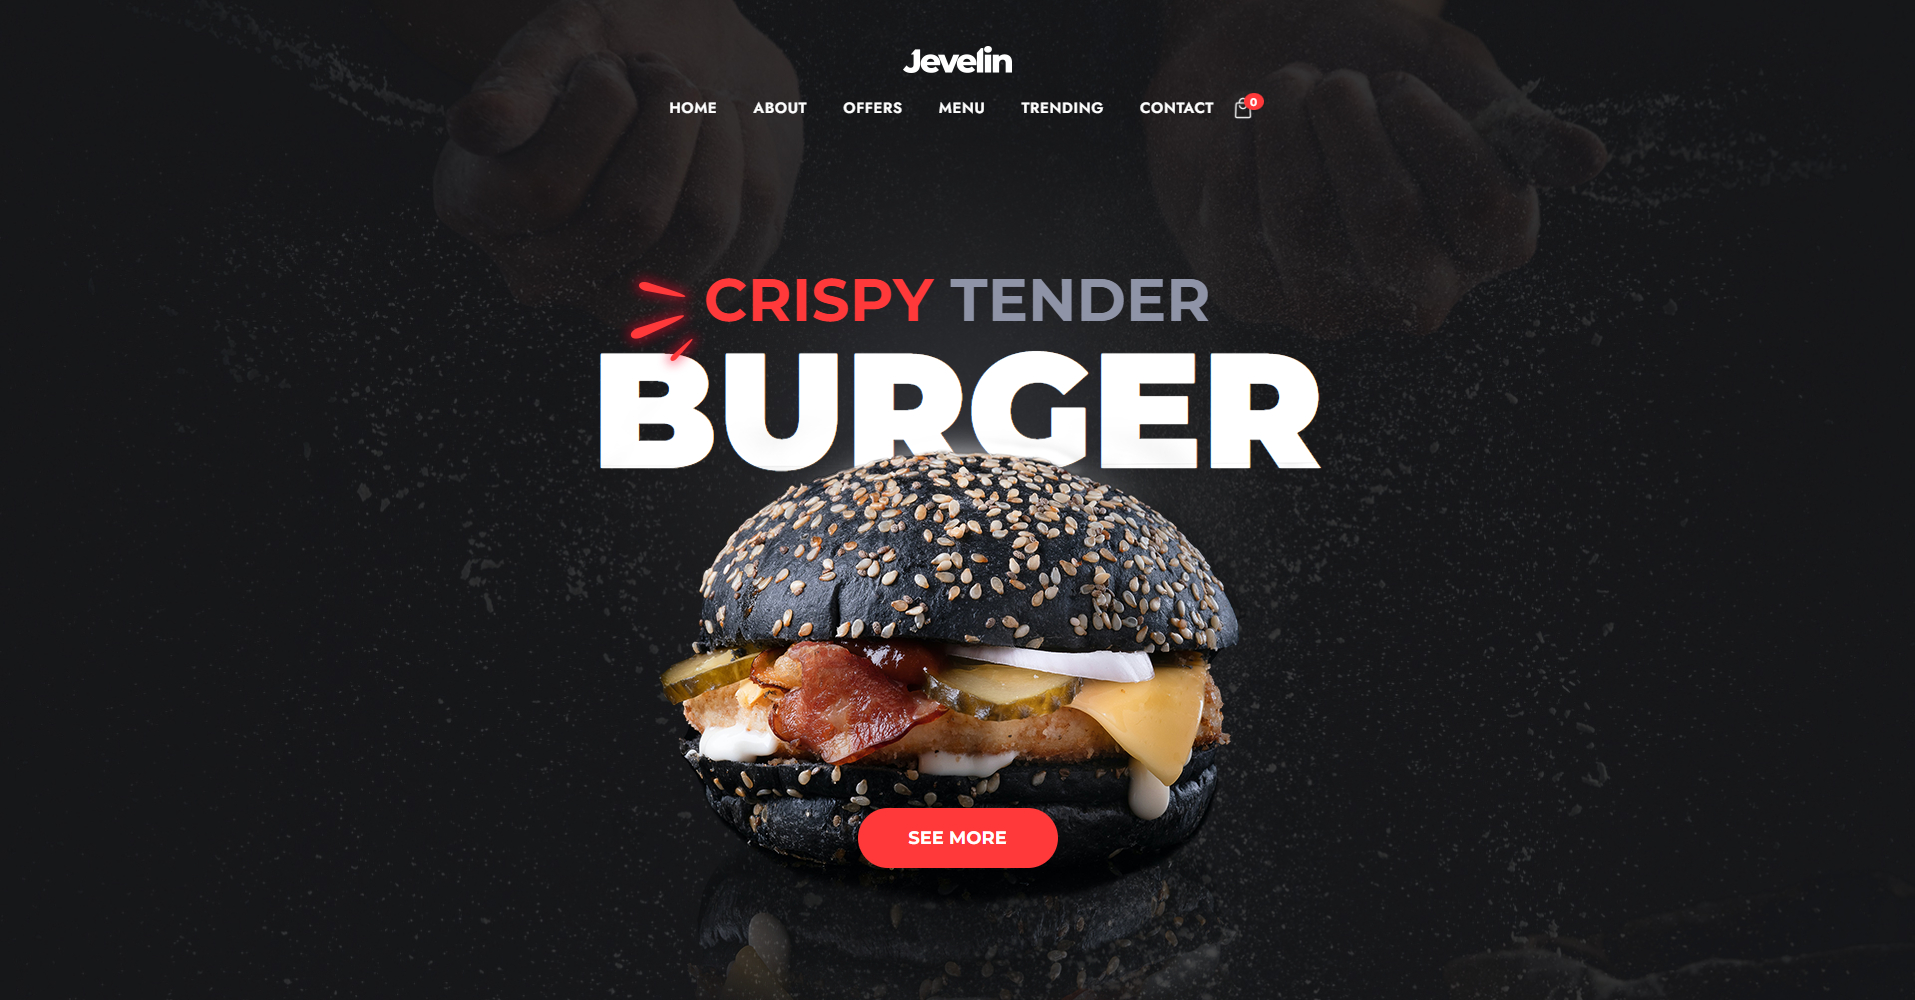 Jevelin
HOME ABOUT OFFERS MENU TRENDING CONTACT 0
CRISPY TENDER
BURGER
SEE MORE